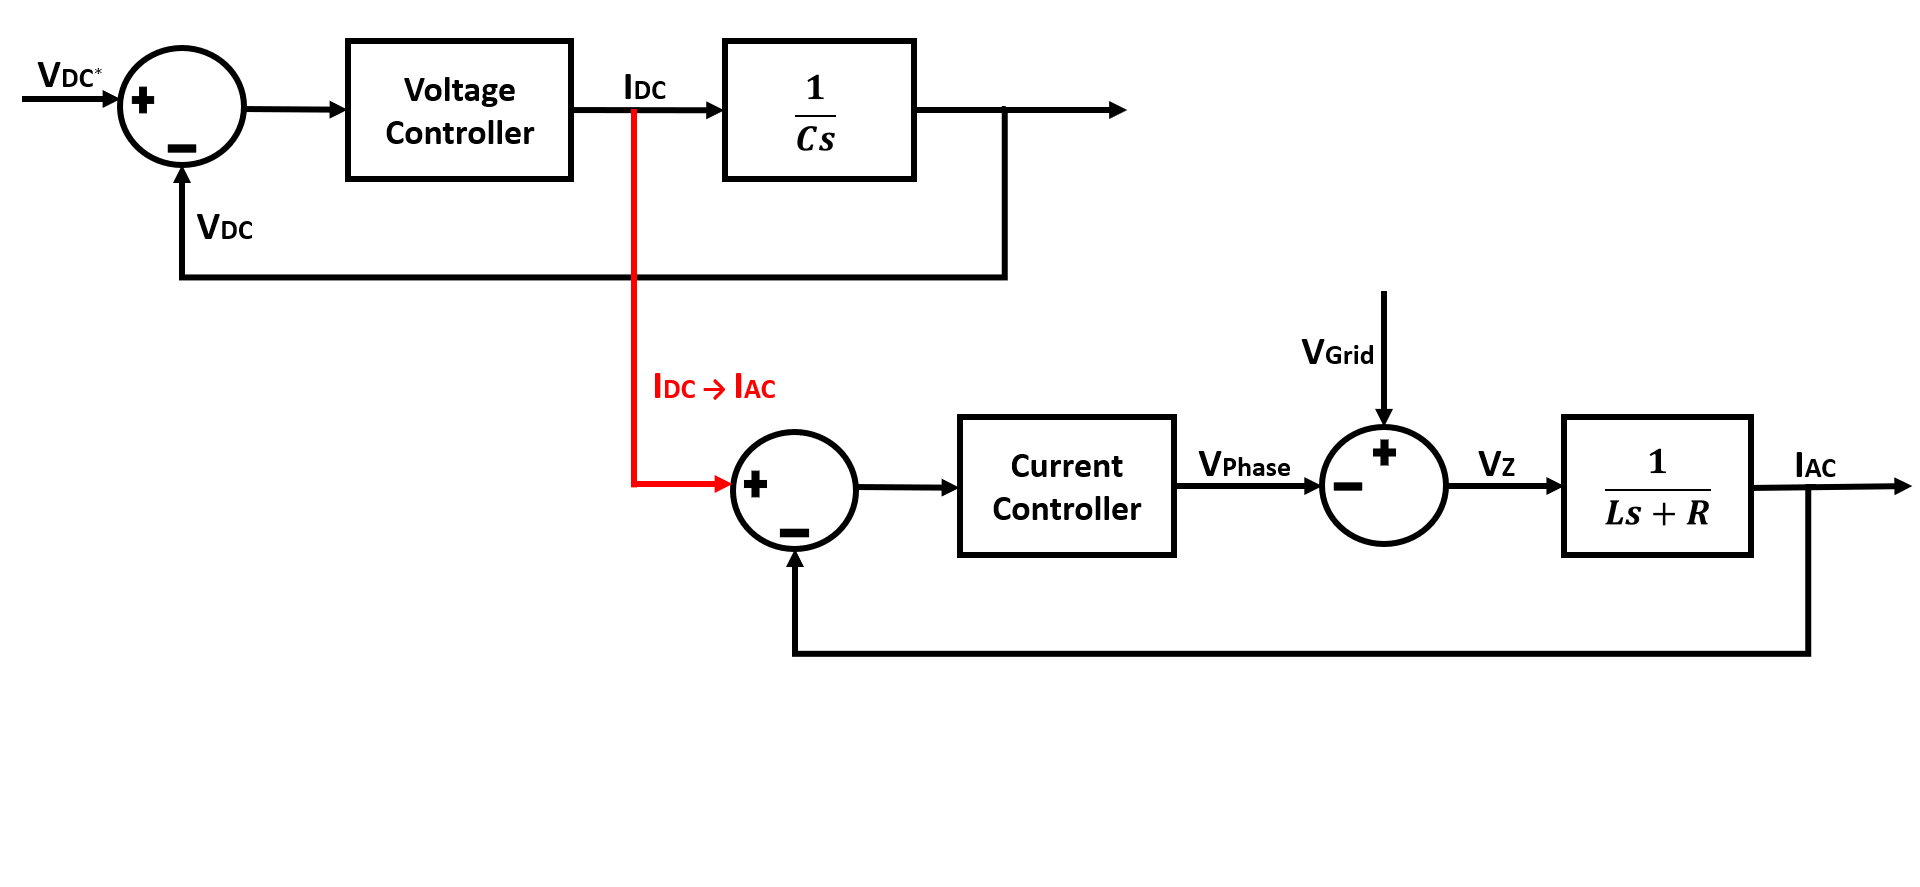 VDC*
+
−
Voltage
Controller
IDC
1
Cs
VDC
IDC → IAC
+
−
Current
Controller
VPhase
VGrid
+
−
VZ
1
Ls + R
IAC